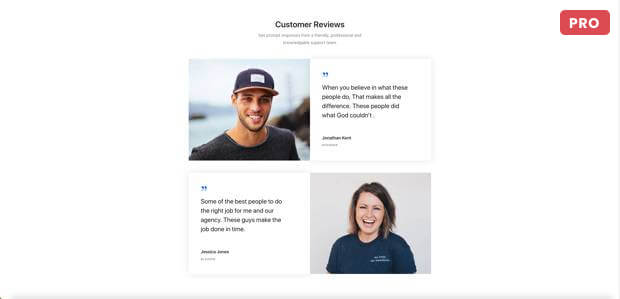 PRO
Customer Reviews
Get prompt responses from a friendly, professional and
knowledgable support team.
”
When you believe in what these
people do, That makes all the
difference. These people did
what God couldn't .
Jonathan Kent
”
Some of the best people to do
the right job for me and our
agency. These guys make the
job done in time.
Jessica Jones